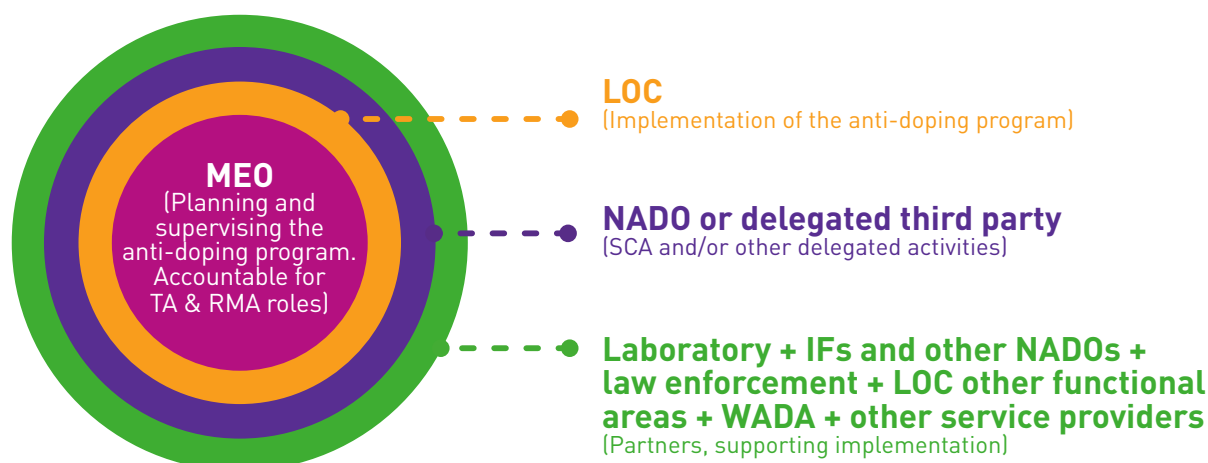 MEO
(Planning and
supervising the
anti-doping program.
Accountable for
TA & RMA roles)
LOC
(Implementation of the anti-doping program)
NADO or delegated third party
(SCA and/or other delegated activities)
Laboratory + IFs and other NADOs +
law enforcement + LOC other functional
areas + WADA + other service providers
(Partners, supporting implementation)